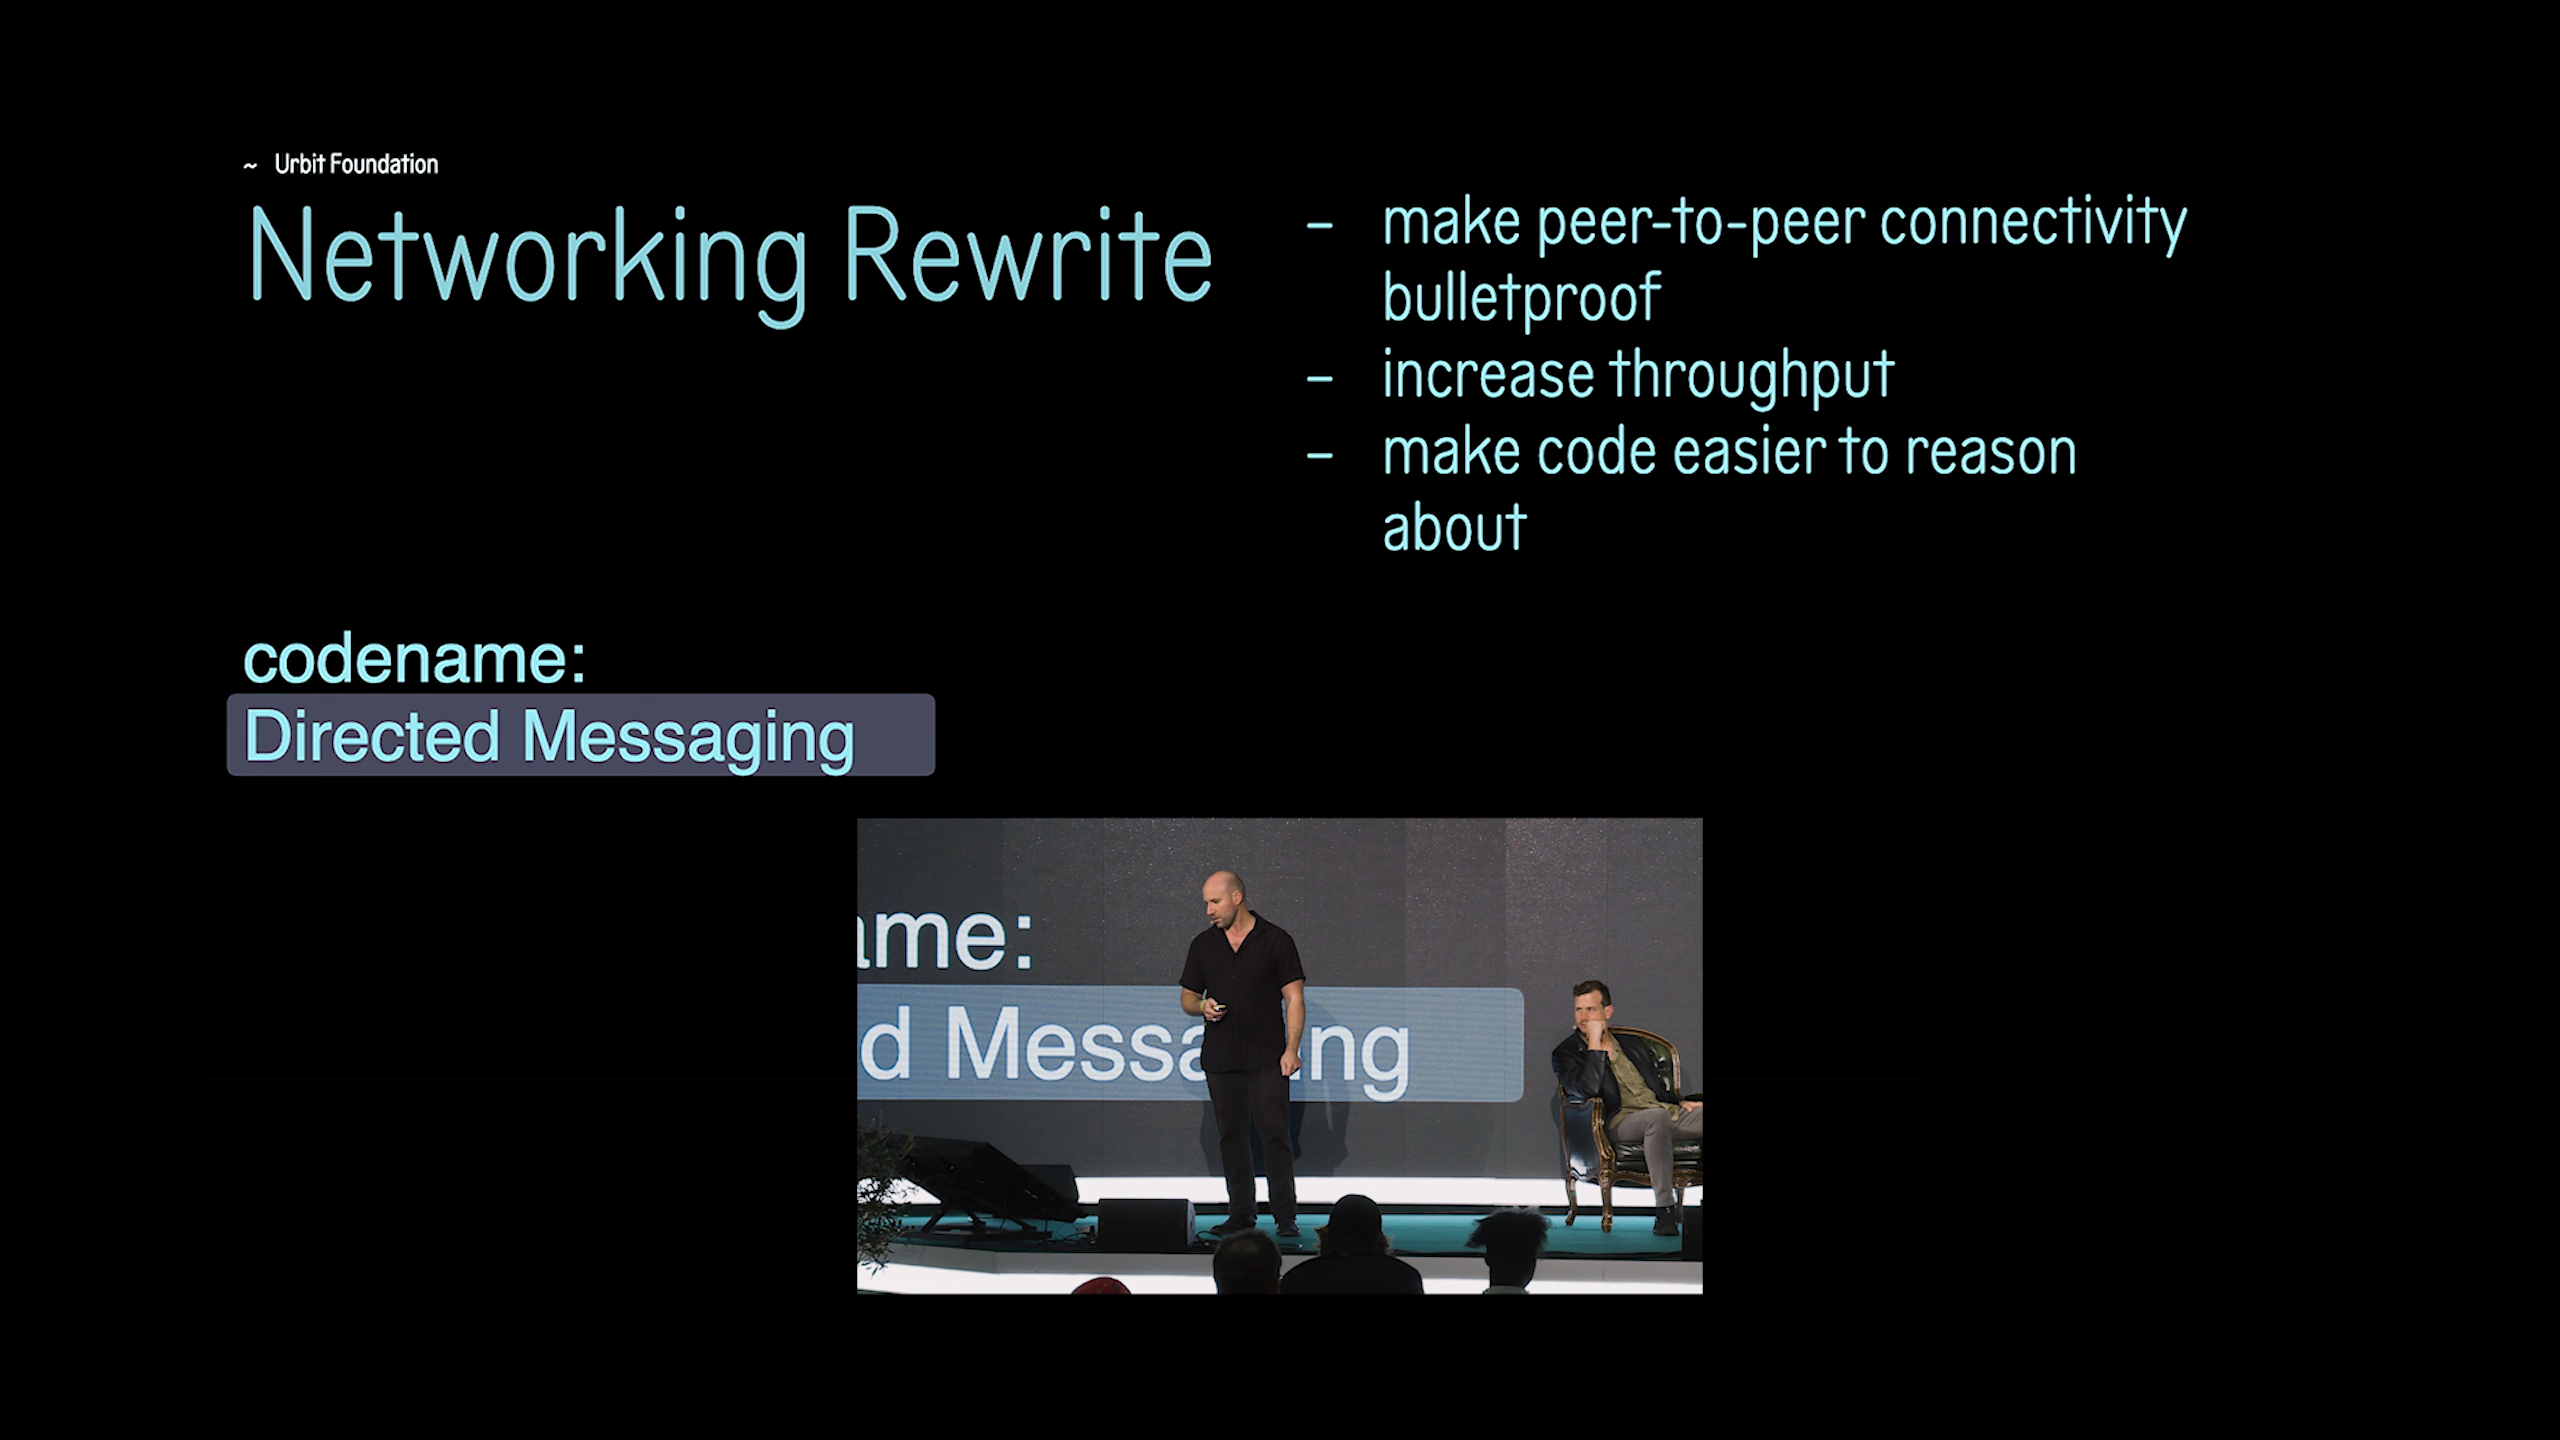 ~ Urbit Foundation
Networking Rewrite
– make peer-to-peer connectivity
bulletproof
– increase throughput
– make code easier to reason
about
codename:
Directed Messaging
ame:
d Messa ng